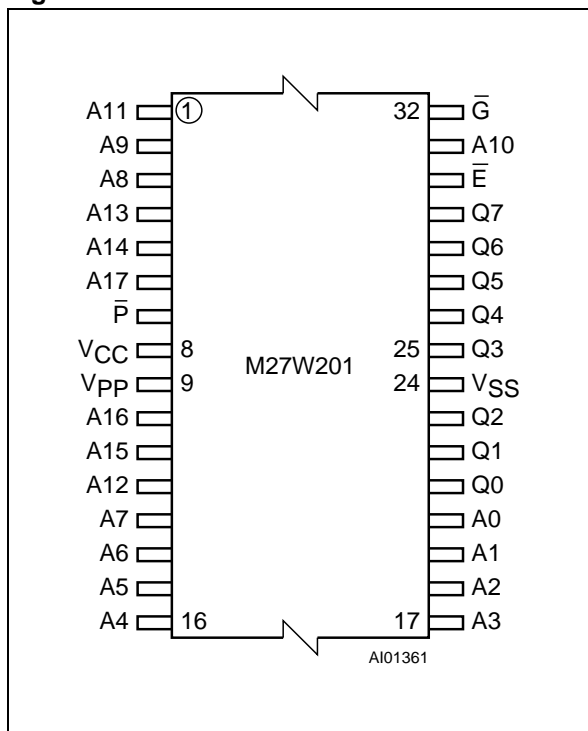 A11 ① 32 G̅
A9 A10
A8 E̅
A13 Q7
A14 Q6
A17 Q5
P̅ Q4
VCC 8 25 Q3
M27W201
VPP 9 24 VSS
A16 Q2
A15 Q1
A12 Q0
A7 A0
A6 A1
A5 A2
A4 16 17 A3
AI01361